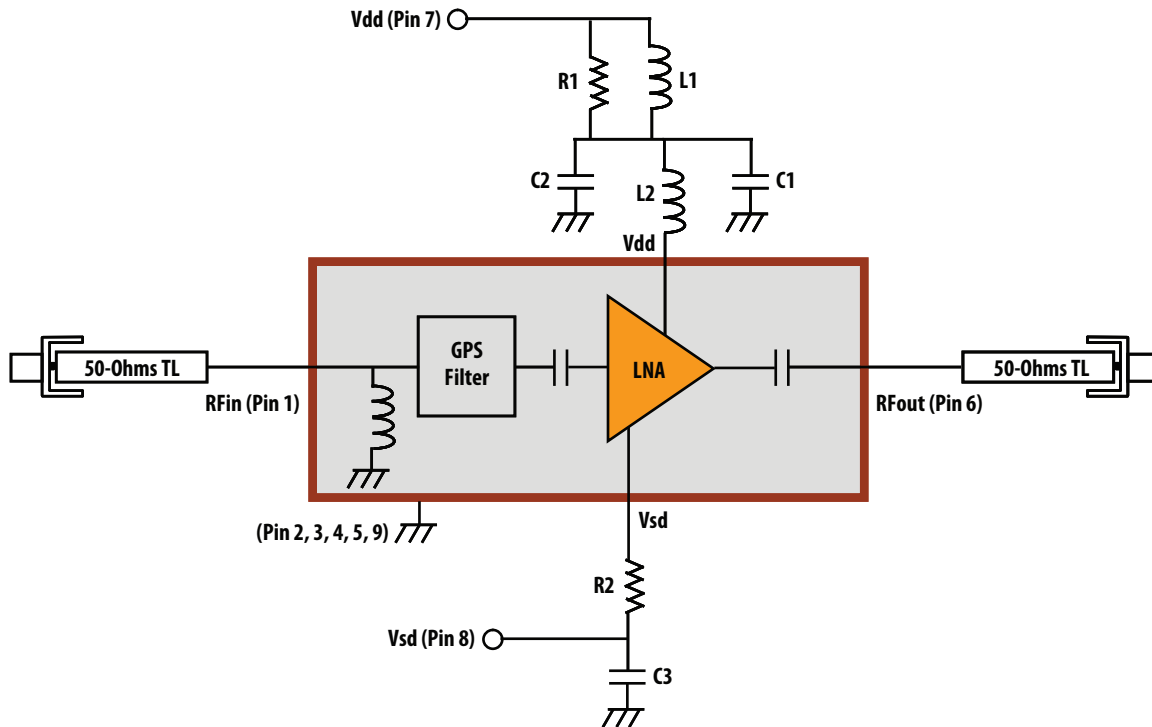 Vdd (Pin 7)
R1
L1
C2
L2
C1
Vdd
50-Ohms TL
RFin (Pin 1)
GPS
Filter
LNA
50-Ohms TL
RFout (Pin 6)
(Pin 2, 3, 4, 5, 9)
Vsd
R2
Vsd (Pin 8)
C3